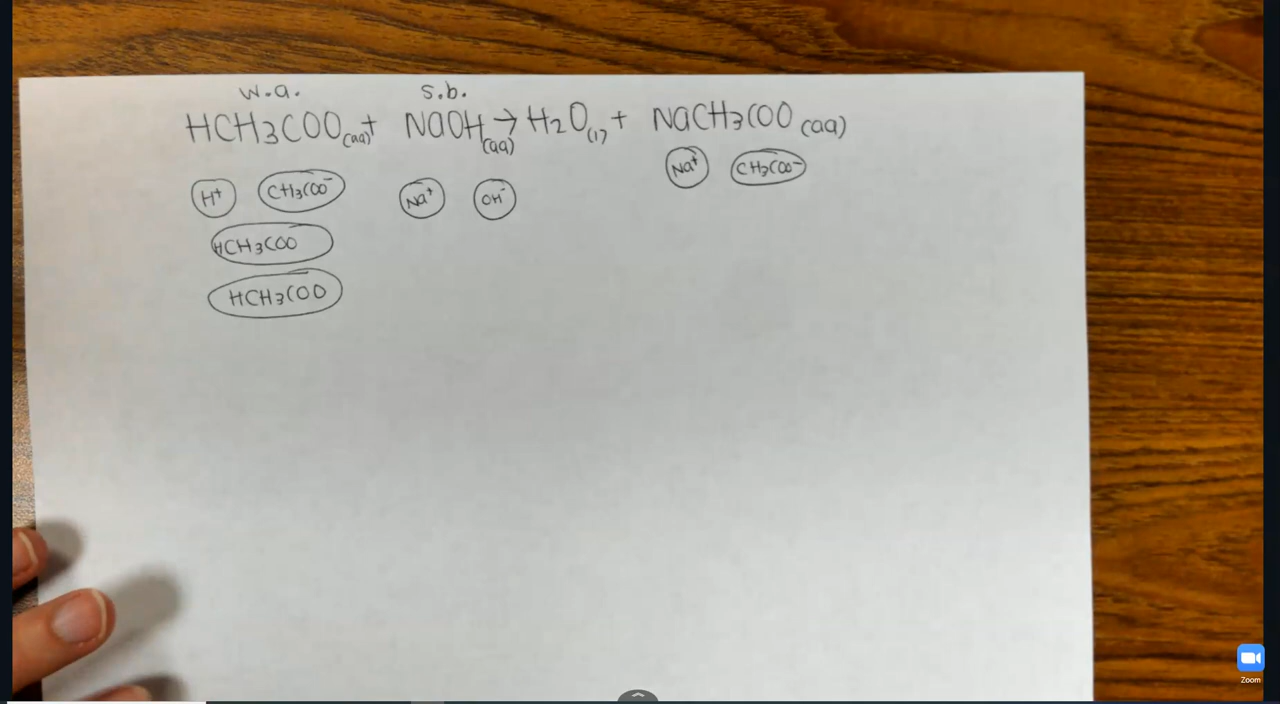 w.a. s.b.
HCH₃COO(aq) + NaOH(aq) → H₂O(l) + NaCH₃COO (aq)
Na⁺ CH₃COO⁻
H⁺ CH₃COO⁻ Na⁺ OH⁻
HCH₃COO
HCH₃COO
Zoom